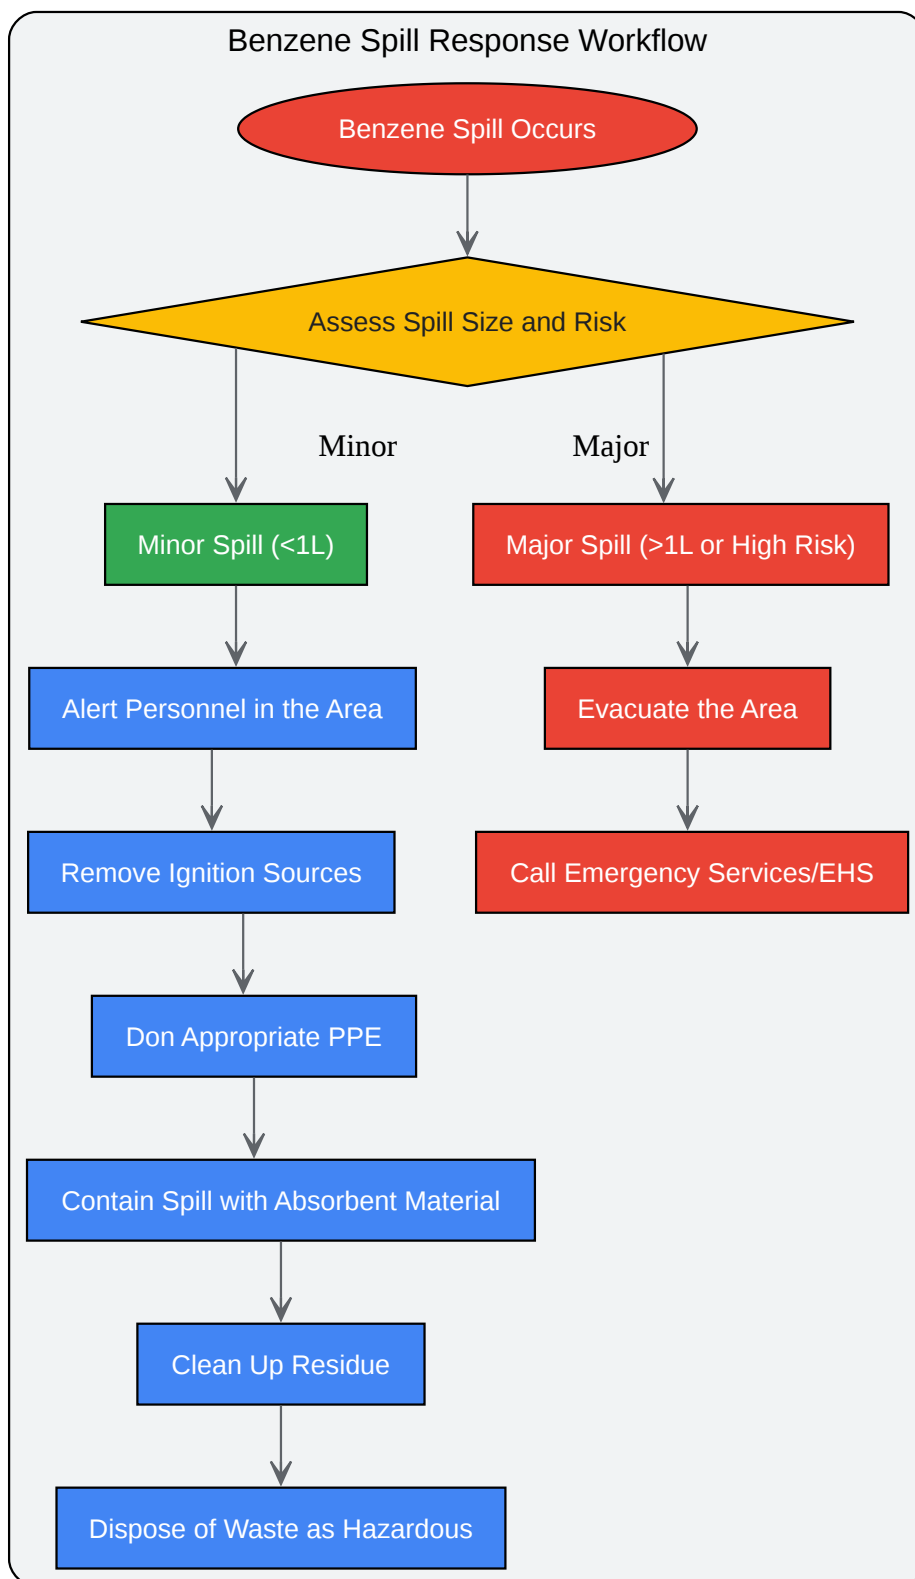 Benzene Spill Response Workflow
Benzene Spill Occurs
Assess Spill Size and Risk
Minor
Major
Minor Spill (<1L)
Major Spill (>1L or High Risk)
Alert Personnel in the Area
Evacuate the Area
Remove Ignition Sources
Call Emergency Services/EHS
Don Appropriate PPE
Contain Spill with Absorbent Material
Clean Up Residue
Dispose of Waste as Hazardous